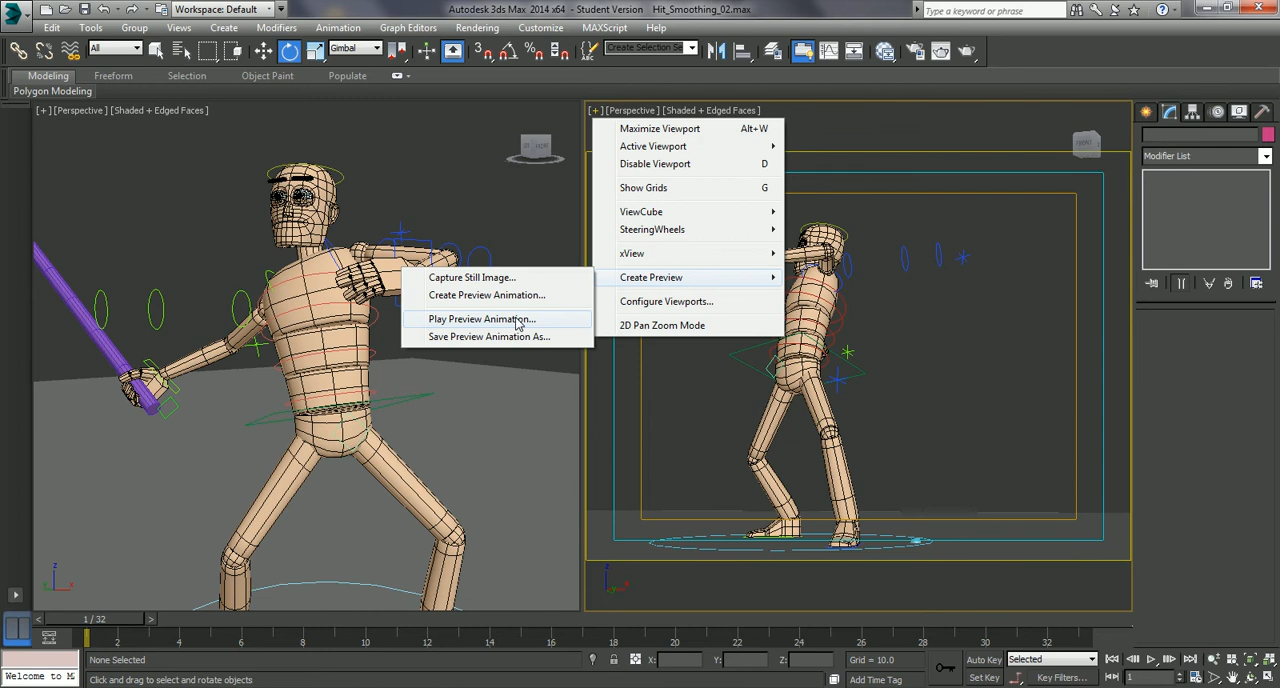 Workspace: Default
Autodesk 3ds Max 2014 x64 - Student Version Hit_Smoothing_02.max
Type a keyword or phrase
Edit Tools Group Views Create Modifiers Animation Graph Editors Rendering Customize MAXScript Help
All Gimbal Create Selection Se
Modeling Freeform Selection Object Paint Populate
Polygon Modeling
[+] [Perspective] [Shaded + Edged Faces]
[+] [Perspective] [Shaded + Edged Faces]
Maximize Viewport Alt+W
Active Viewport
Disable Viewport D
Show Grids G
ViewCube
SteeringWheels
xView
Create Preview
Configure Viewports...
2D Pan Zoom Mode
Capture Still Image...
Create Preview Animation...
Play Preview Animation...
Save Preview Animation As...
Modifier List
FRONT
z
x
z
1 / 32
2 4 6 8 10 12 14 16 18 20 22 24 26 28 30 32
None Selected X: Y: Z: Grid = 10.0 Auto Key Selected
Welcome to M Click and drag to select and rotate objects Add Time Tag Set Key Key Filters... 1